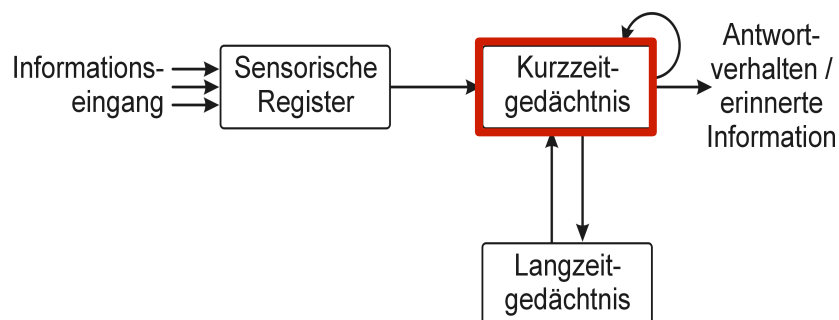 Informations-
eingang
Sensorische
Register
Kurzzeit-
gedächtnis
Antwort-
verhalten /
erinnerte
Information
Langzeit-
gedächtnis